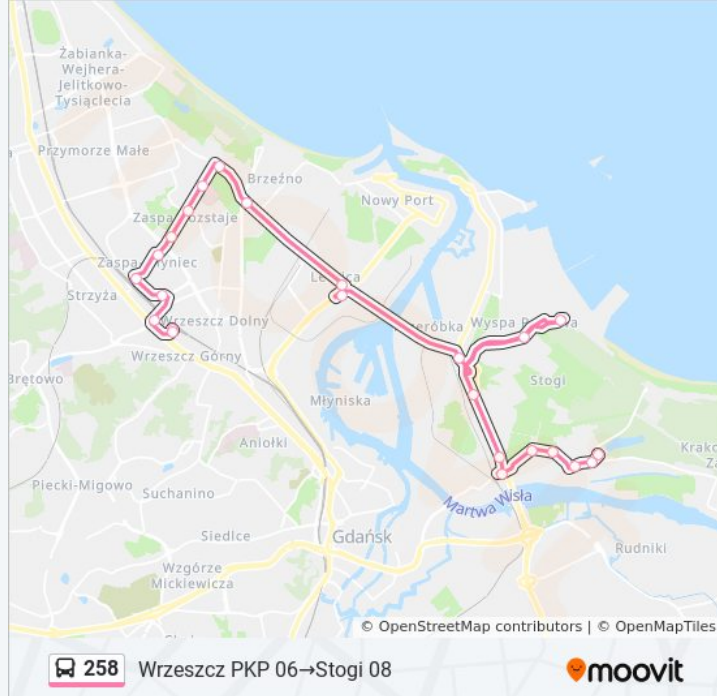 Żabianka-
Wejhera-
Jelitkowo-
Tysiąclecia
Przymorze Małe
Brzeźno
Nowy Port
Zaspa
Strzyża
Wrzeszcz Dolny
Wyspa
Wrzeszcz Górny
Brętowo
Stogi
Młyniska
Aniołki
Piecki-Migowo
Suchanino
Martwa Wisła
Siedlce
Gdańsk
Rudniki
Wzgórze
Mickiewicza
© OpenStreetMap contributors | © OpenMapTiles
258 Wrzeszcz PKP 06→Stogi 08
moovit